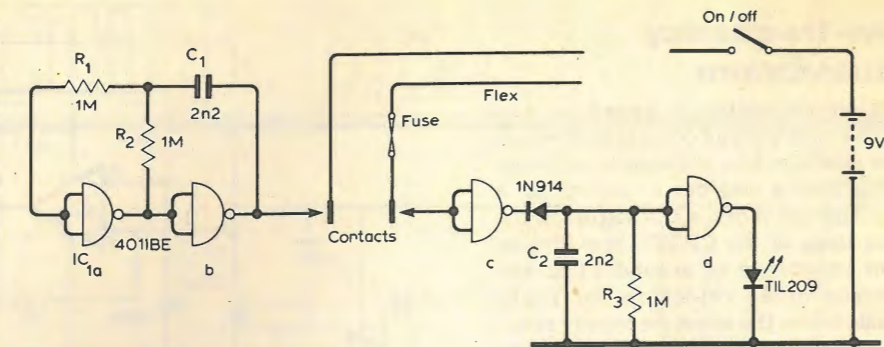 On / off
R1
1M
C1
2n2
R2
1M
Flex
Fuse
9V
1N914
Contacts
IC1a
4011BE
b
c
C2
2n2
R3
1M
d
TIL209